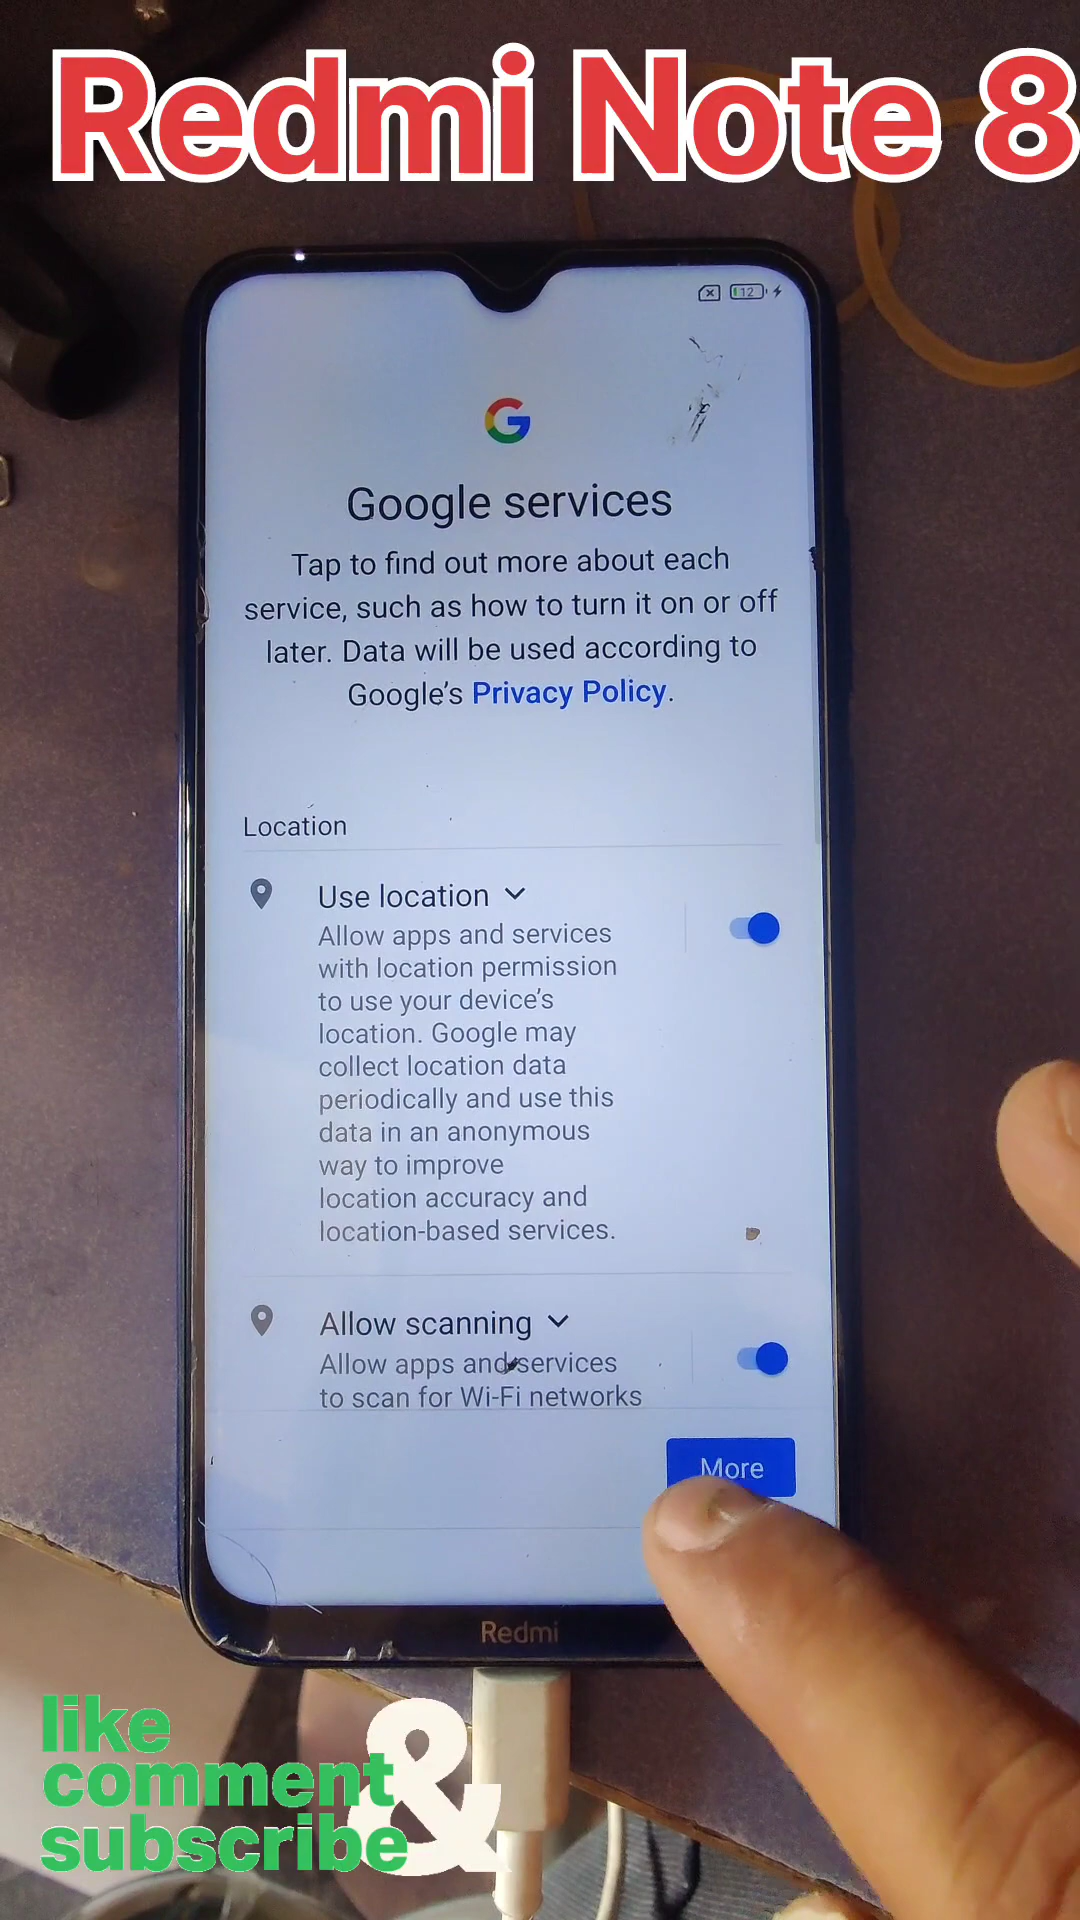 Redmi Note 8
12
Google services
Tap to find out more about each
service, such as how to turn it on or off
later. Data will be used according to
Google's Privacy Policy.
Location
Use location
Allow apps and services
with location permission
to use your device's
location. Google may
collect location data
periodically and use this
data in an anonymous
way to improve
location accuracy and
location-based services.
Allow scanning
Allow apps and services
to scan for Wi-Fi networks
More
Redmi
like
comment &
subscribe